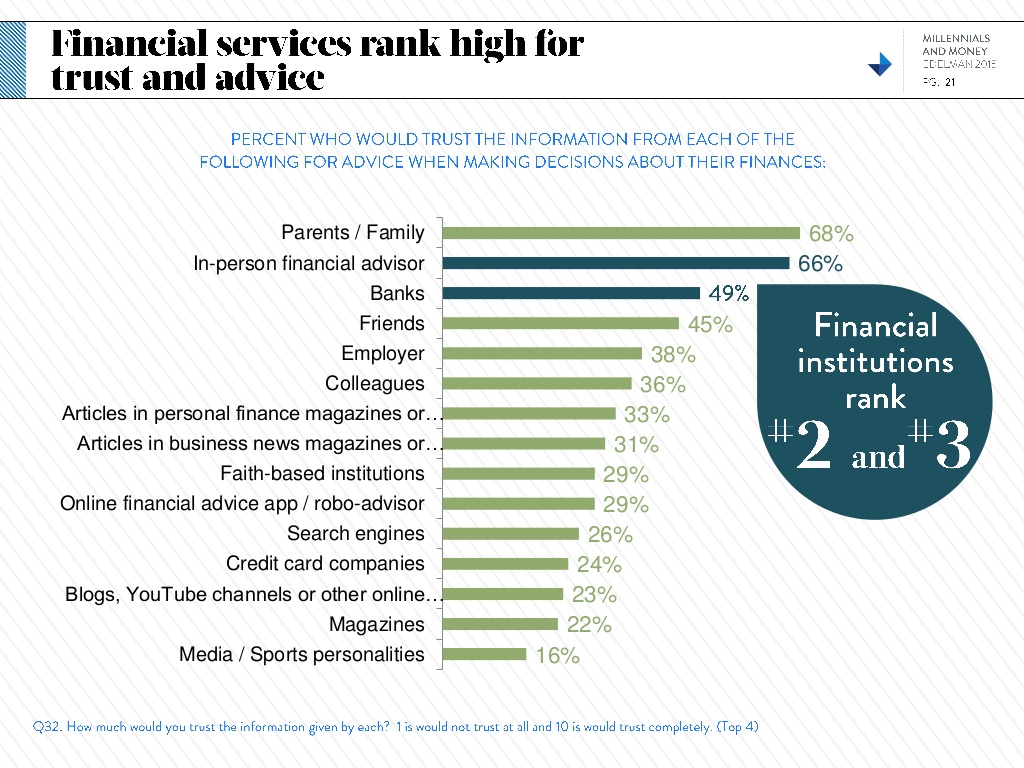 Financial services rank high for
trust and advice
MILLENNIALS
AND MONEY
EDELMAN 2015
PG. 21
PERCENT WHO WOULD TRUST THE INFORMATION FROM EACH OF THE
FOLLOWING FOR ADVICE WHEN MAKING DECISIONS ABOUT THEIR FINANCES:
Parents / Family 68%
In-person financial advisor 66%
Banks 49%
Friends 45%
Employer 38%
Colleagues 36%
Articles in personal finance magazines or… 33%
Articles in business news magazines or… 31%
Faith-based institutions 29%
Online financial advice app / robo-advisor 29%
Search engines 26%
Credit card companies 24%
Blogs, YouTube channels or other online… 23%
Magazines 22%
Media / Sports personalities 16%
Financial
institutions
rank
#2 and #3
Q32. How much would you trust the information given by each? 1 is would not trust at all and 10 is would trust completely. (Top 4)